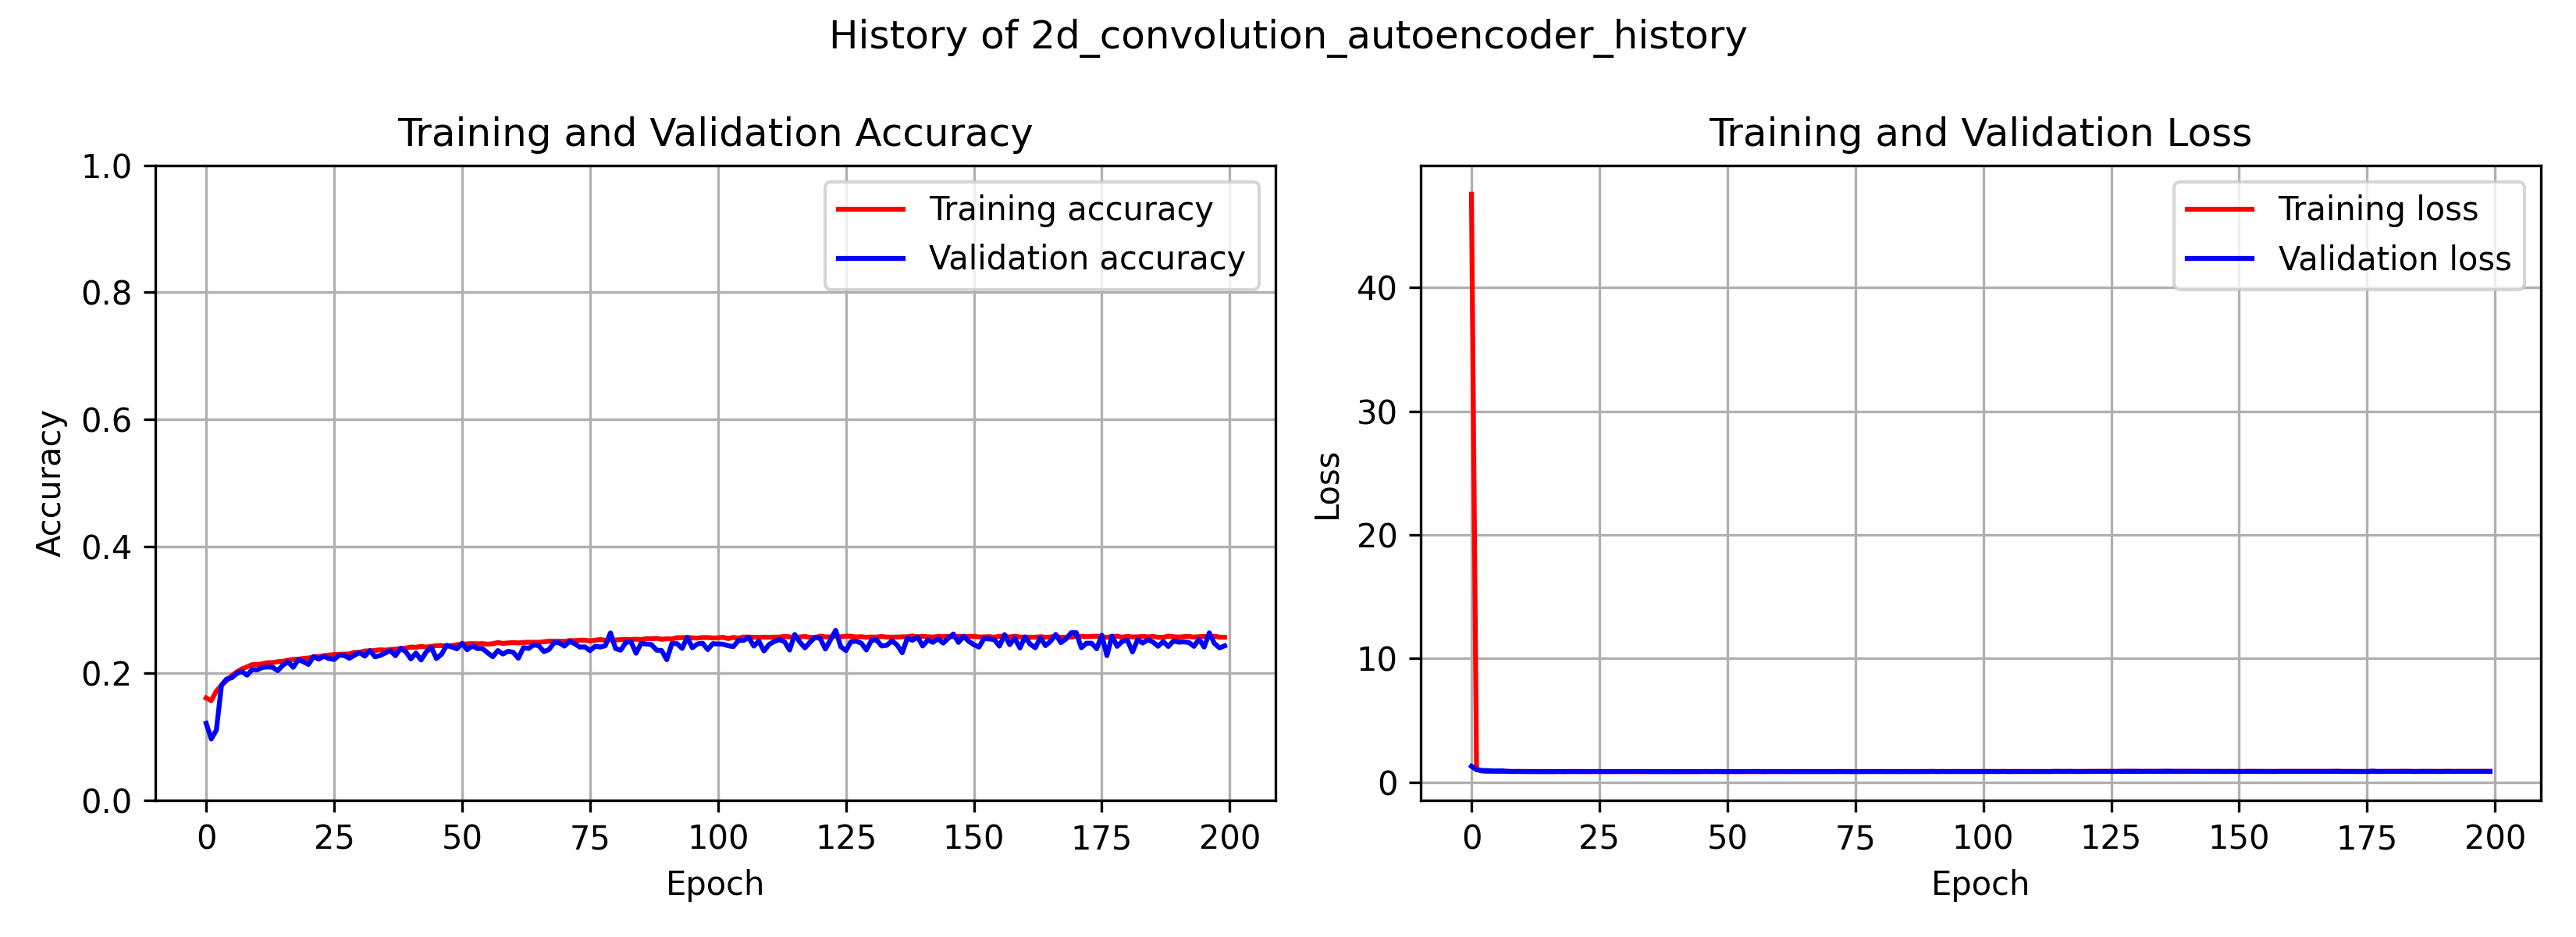 History of 2d_convolution_autoencoder_history
Training and Validation Accuracy
1.0
0.8
0.6
0.4
0.2
0.0
Accuracy
Training accuracy
Validation accuracy
0 25 50 75 100 125 150 175 200
Epoch
Training and Validation Loss
40
30
20
10
0
Loss
Training loss
Validation loss
0 25 50 75 100 125 150 175 200
Epoch